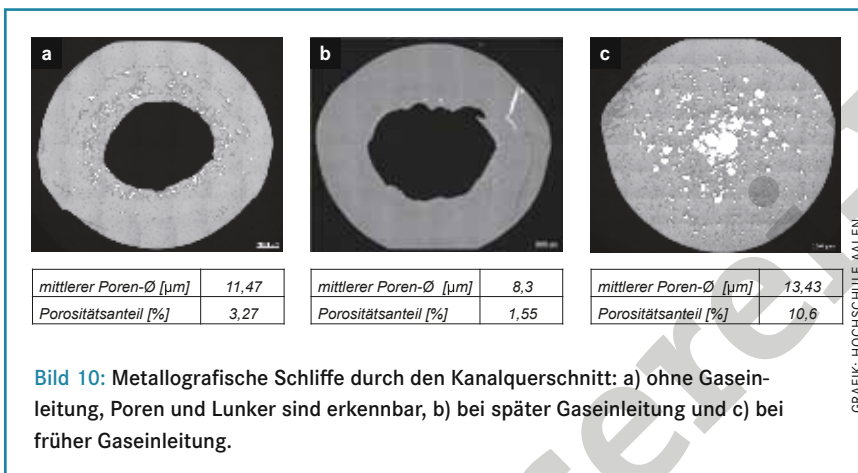 a
b
c
mittlerer Poren-Ø [µm] 11,47
Porositätsanteil [%] 3,27
mittlerer Poren-Ø [µm] 8,3
Porositätsanteil [%] 1,55
mittlerer Poren-Ø [µm] 13,43
Porositätsanteil [%] 10,6
GRAFIK: HOCHSCHULE AALEN
Bild 10: Metallografische Schliffe durch den Kanalquerschnitt: a) ohne Gasein-
leitung, Poren und Lunker sind erkennbar, b) bei später Gaseinleitung und c) bei
früher Gaseinleitung.